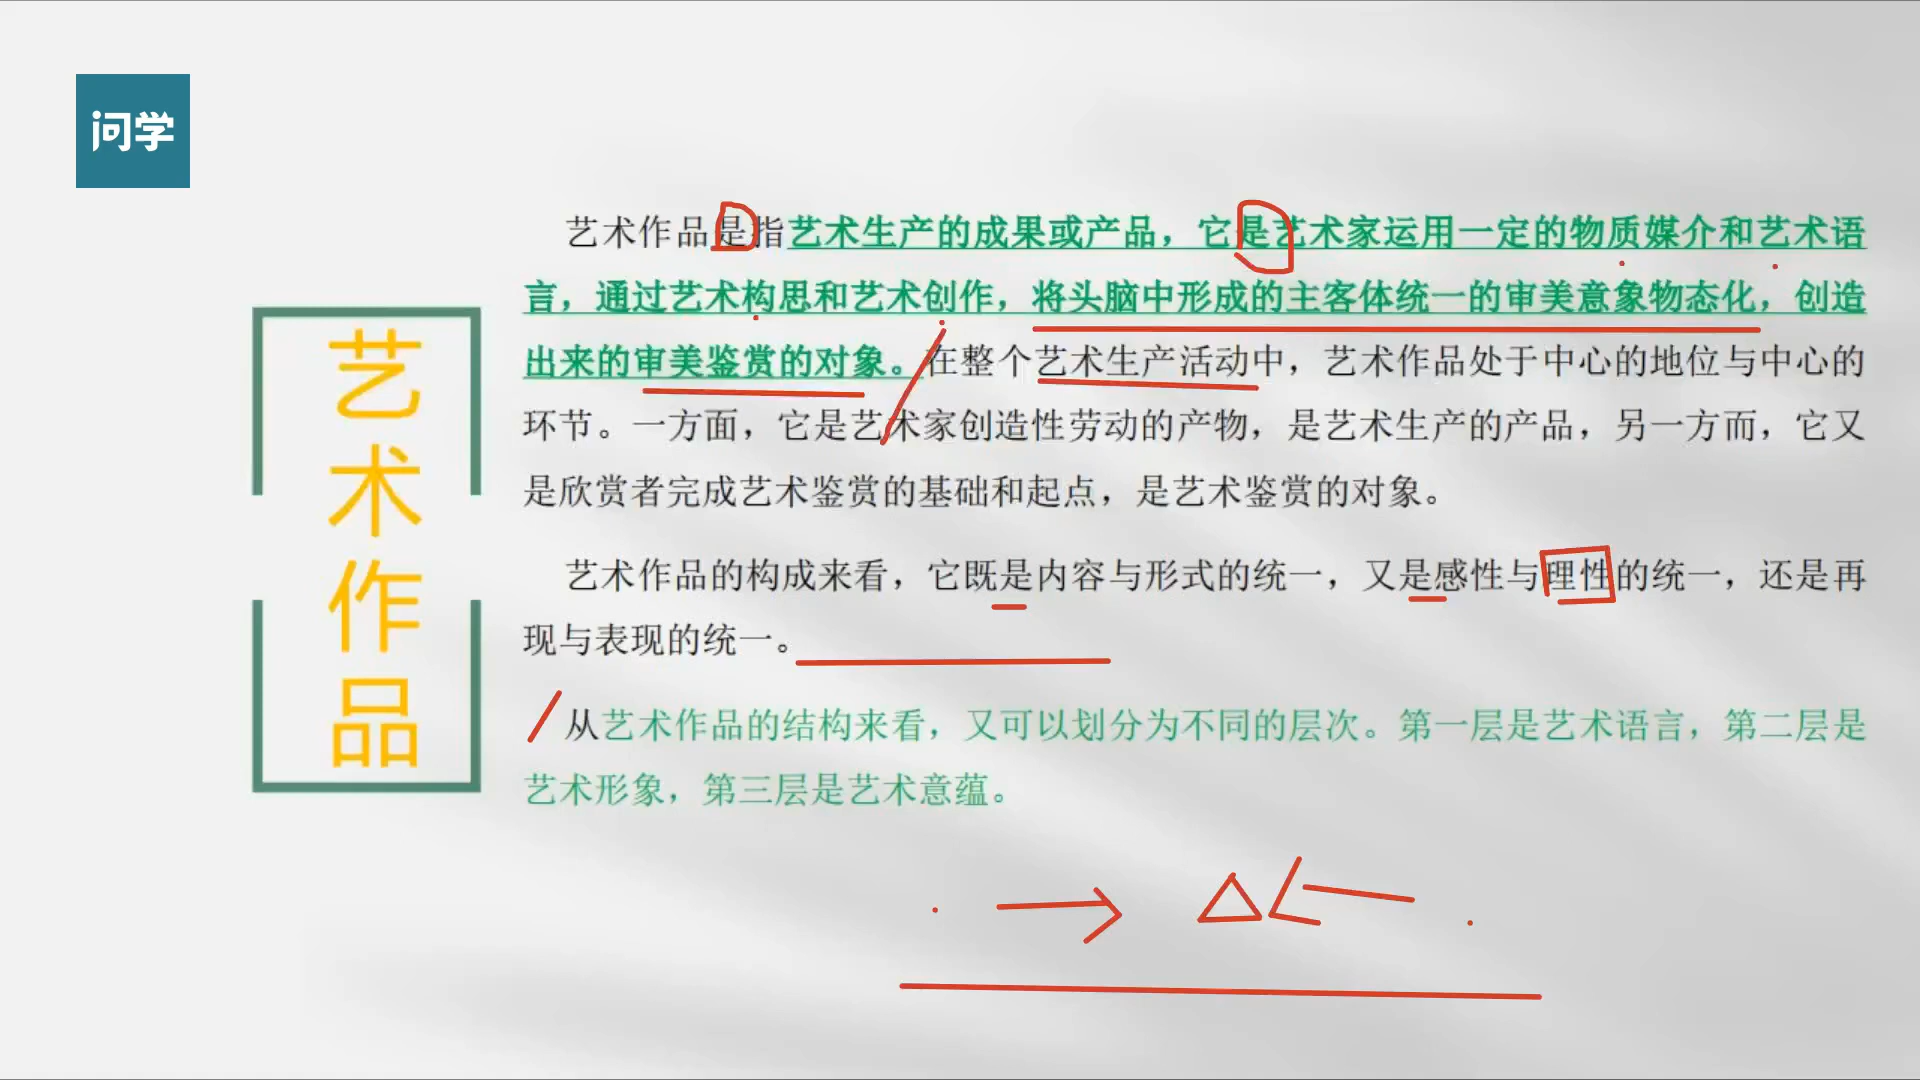 问学
艺术作品
艺术作品是指艺术生产的成果或产品，它是艺术家运用一定的物质媒介和艺术语
言，通过艺术构思和艺术创作，将头脑中形成的主客体统一的审美意象物态化，创造
出来的审美鉴赏的对象。在整个艺术生产活动中，艺术作品处于中心的地位与中心的
环节。一方面，它是艺术家创造性劳动的产物，是艺术生产的产品，另一方而，它又
是欣赏者完成艺术鉴赏的基础和起点，是艺术鉴赏的对象。
艺术作品的构成来看，它既是内容与形式的统一，又是感性与理性的统一，还是再
现与表现的统一。
从艺术作品的结构来看，又可以划分为不同的层次。第一层是艺术语言，第二层是
艺术形象，第三层是艺术意蕴。